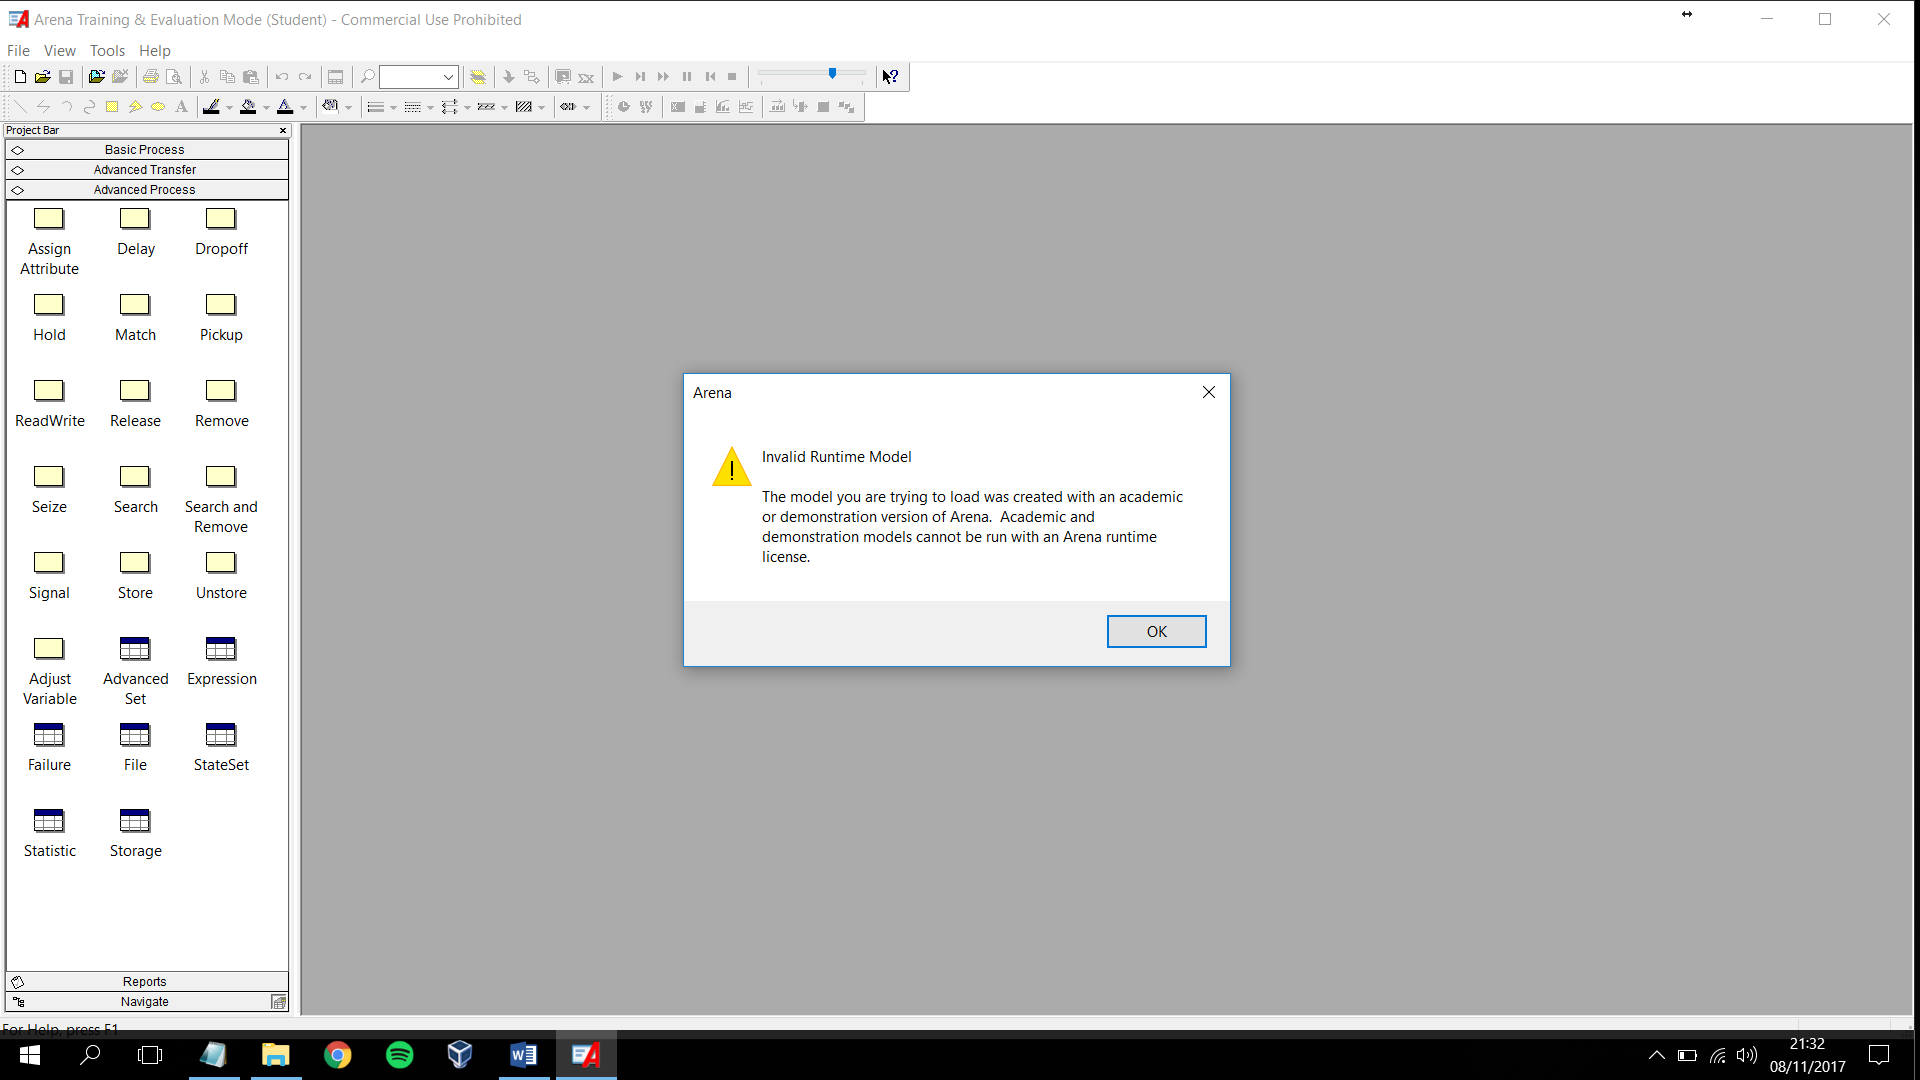 Arena Training & Evaluation Mode (Student) - Commercial Use Prohibited
File View Tools Help
Project Bar
Basic Process
Advanced Transfer
Advanced Process
Assign Attribute
Delay
Dropoff
Hold
Match
Pickup
ReadWrite
Release
Remove
Seize
Search
Search and Remove
Signal
Store
Unstore
Adjust Variable
Advanced Set
Expression
Failure
File
StateSet
Statistic
Storage
Reports
Navigate
Arena
Invalid Runtime Model
The model you are trying to load was created with an academic
or demonstration version of Arena.  Academic and
demonstration models cannot be run with an Arena runtime
license.
OK
For Help, press F1
21:32
08/11/2017